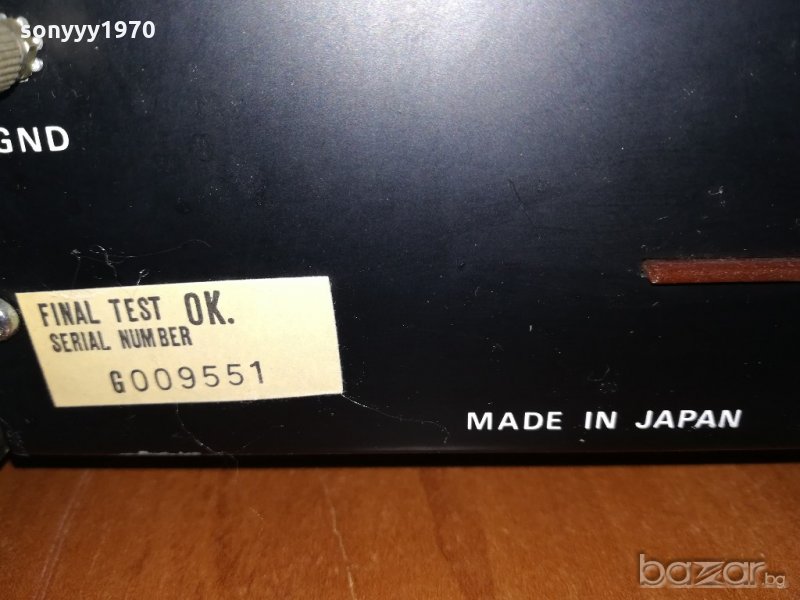 sonyyy1970
GND
FINAL TEST OK.
SERIAL NUMBER
G009551
MADE IN JAPAN
bazar.bg